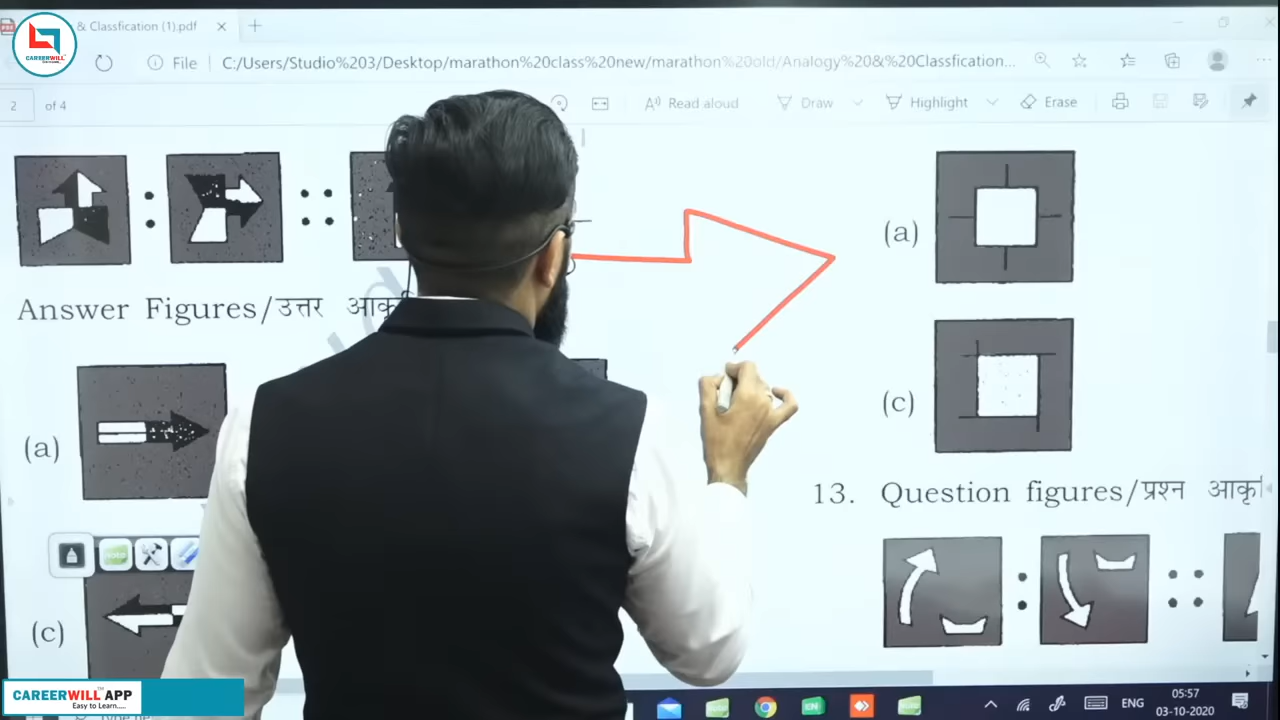 & Classfication (1).pdf
CAREERWILL
File
C:/Users/Studio%203/Desktop/marathon%20class%20new/marathon%20old/Analogy%20&%20Classfication...
2 of 4
Read aloud
Draw
Highlight
Erase
(a)
Answer Figures/उत्तर
(c)
(a)
13. Question figures/प्रश्न
(c)
CAREERWILL APP
Easy to Learn.....
ENG
05:57
03-10-2020